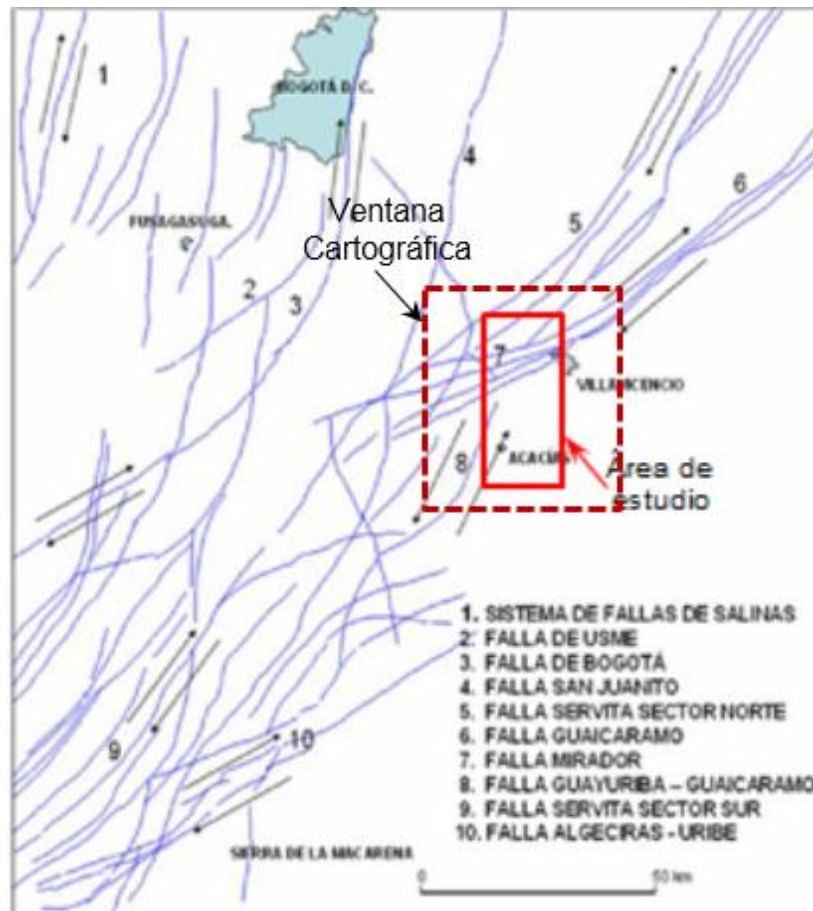 1
BOGOTÁ D. C.
4
6
FUSAGASUGA.
Ventana
Cartográfica
5
2
3
7
VILLAVICENCIO
8
ACACÍAS
Área de
estudio
1. SISTEMA DE FALLAS DE SALINAS
2. FALLA DE USME
3. FALLA DE BOGOTÁ
4. FALLA SAN JUANITO
5. FALLA SERVITA SECTOR NORTE
6. FALLA GUAICARAMO
7. FALLA MIRADOR
8. FALLA GUAYURIBA – GUAICARAMO
9. FALLA SERVITA SECTOR SUR
10. FALLA ALGECIRAS - URIBE
9
10
SIERRA DE LA MACARENA
0
50 km